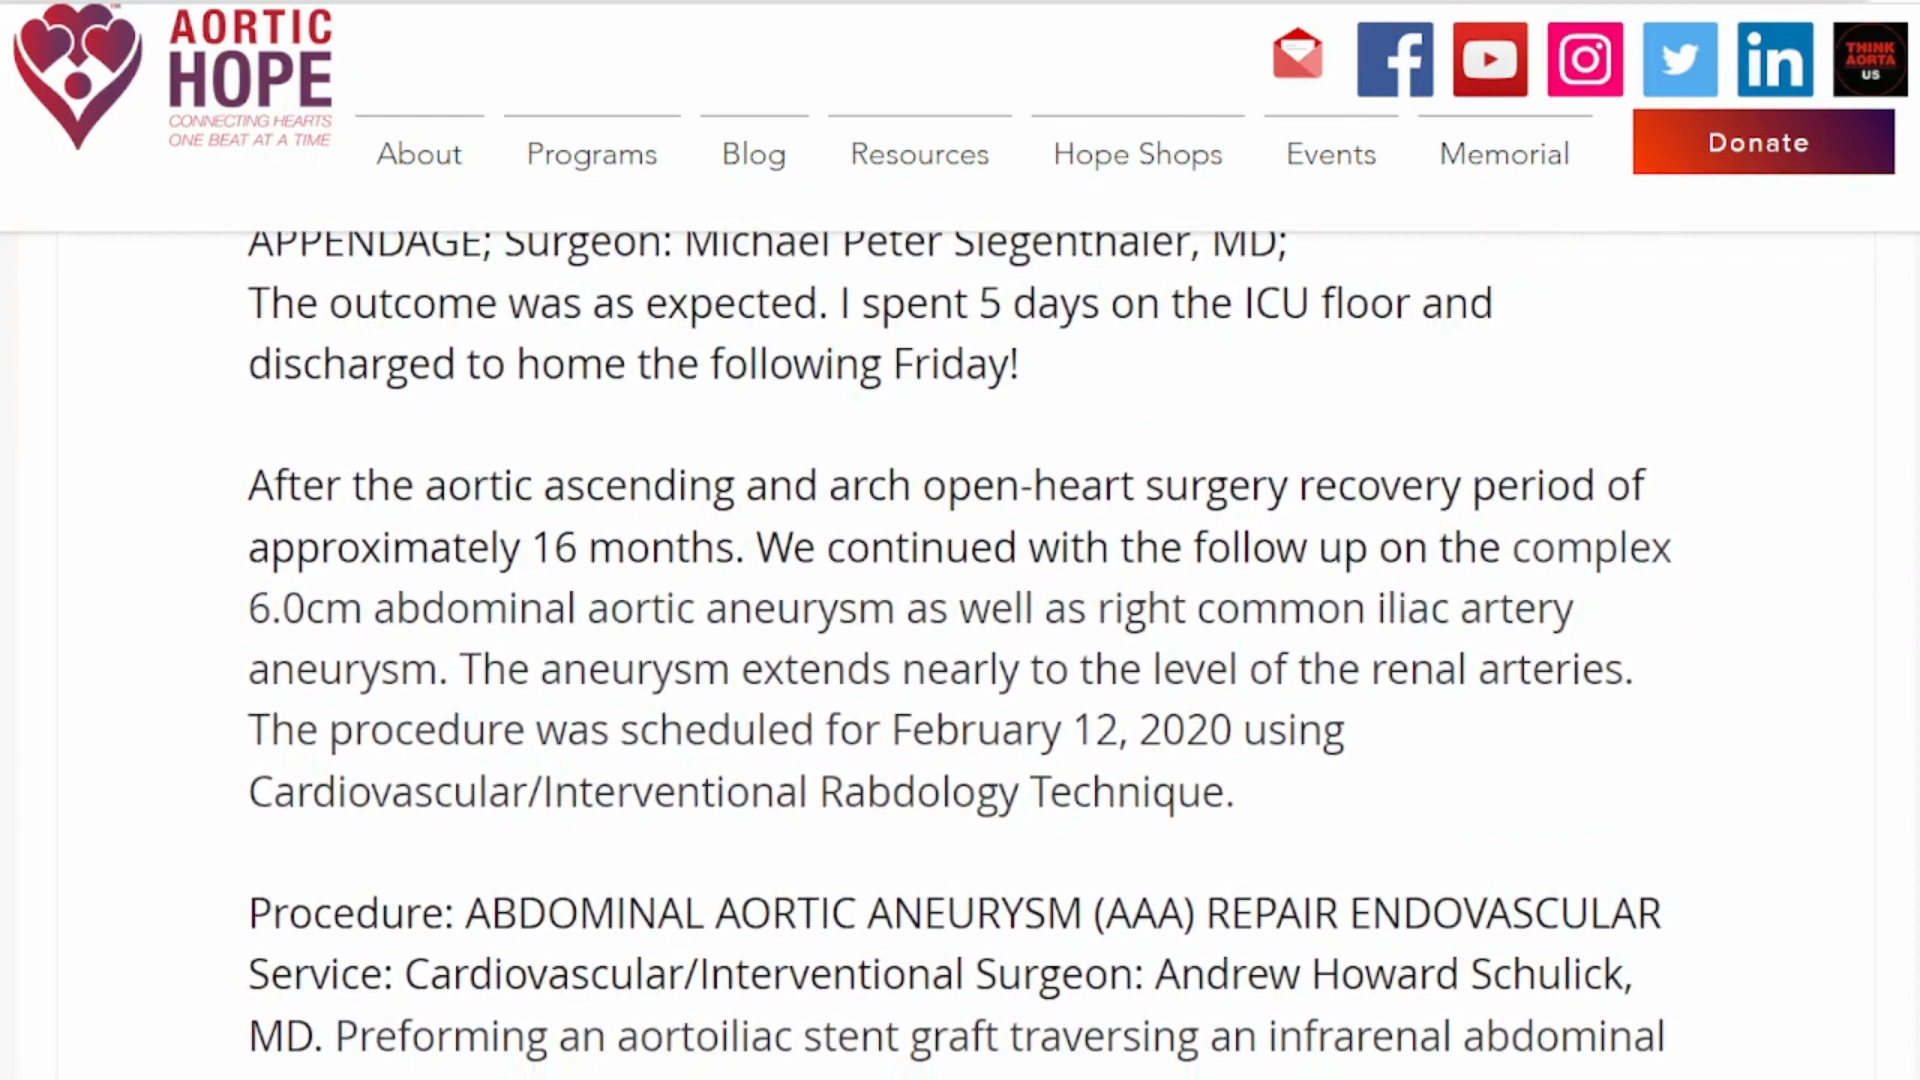 AORTIC
HOPE
CONNECTING HEARTS
ONE BEAT AT A TIME
THINK
AORTA
US
About
Programs
Blog
Resources
Hope Shops
Events
Memorial
Donate
APPENDAGE; Surgeon: Michael Peter Siegenthaler, MD;
The outcome was as expected. I spent 5 days on the ICU floor and
discharged to home the following Friday!
After the aortic ascending and arch open-heart surgery recovery period of
approximately 16 months. We continued with the follow up on the complex
6.0cm abdominal aortic aneurysm as well as right common iliac artery
aneurysm. The aneurysm extends nearly to the level of the renal arteries.
The procedure was scheduled for February 12, 2020 using
Cardiovascular/Interventional Rabdology Technique.
Procedure: ABDOMINAL AORTIC ANEURYSM (AAA) REPAIR ENDOVASCULAR
Service: Cardiovascular/Interventional Surgeon: Andrew Howard Schulick,
MD. Preforming an aortoiliac stent graft traversing an infrarenal abdominal